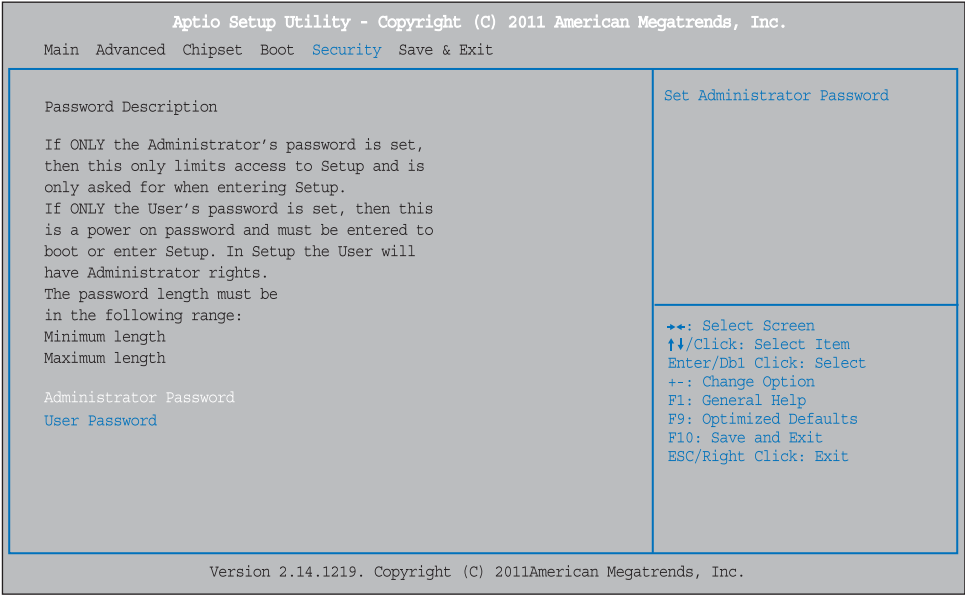 Aptio Setup Utility - Copyright (C) 2011 American Megatrends, Inc.
Main Advanced Chipset Boot Security Save & Exit
Password Description
If ONLY the Administrator's password is set,
then this only limits access to Setup and is
only asked for when entering Setup.
If ONLY the User's password is set, then this
is a power on password and must be entered to
boot or enter Setup. In Setup the User will
have Administrator rights.
The password length must be
in the following range:
Minimum length
Maximum length
Administrator Password
User Password
Set Administrator Password
→←: Select Screen
↑↓/Click: Select Item
Enter/Db1 Click: Select
+-: Change Option
F1: General Help
F9: Optimized Defaults
F10: Save and Exit
ESC/Right Click: Exit
Version 2.14.1219. Copyright (C) 2011American Megatrends, Inc.